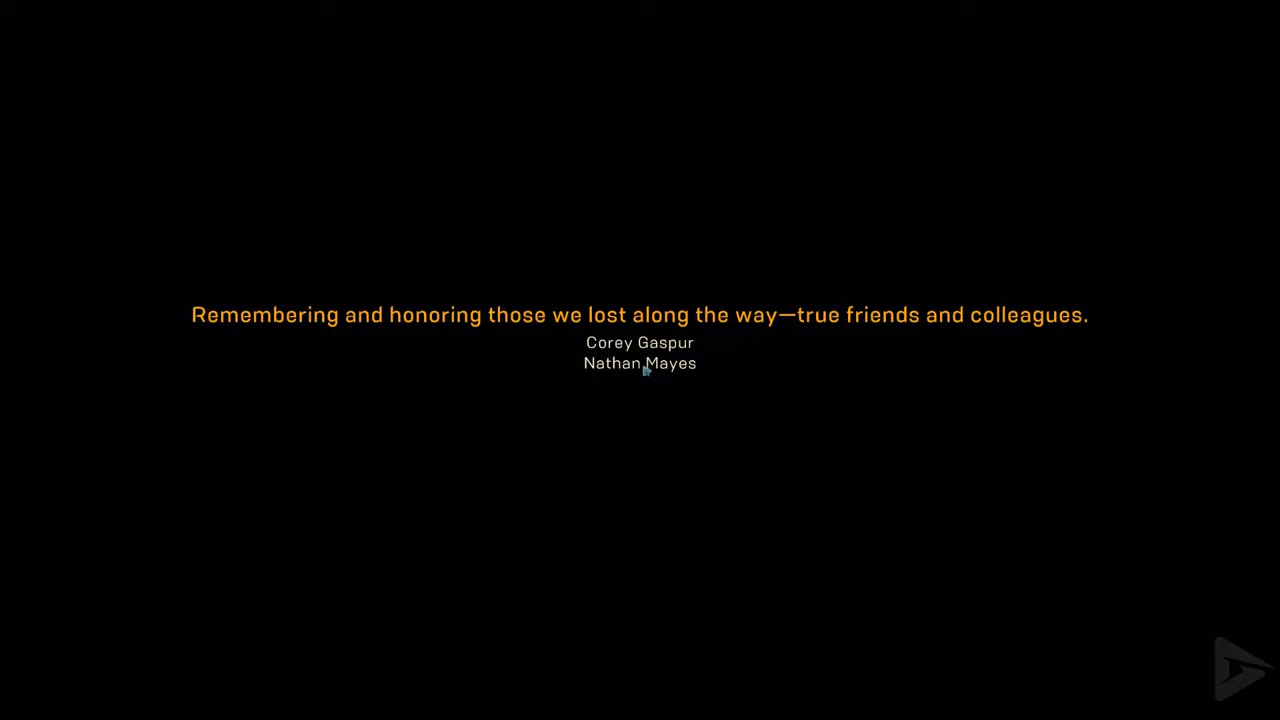 Remembering and honoring those we lost along the way—true friends and colleagues.
Corey Gaspur
Nathan Mayes